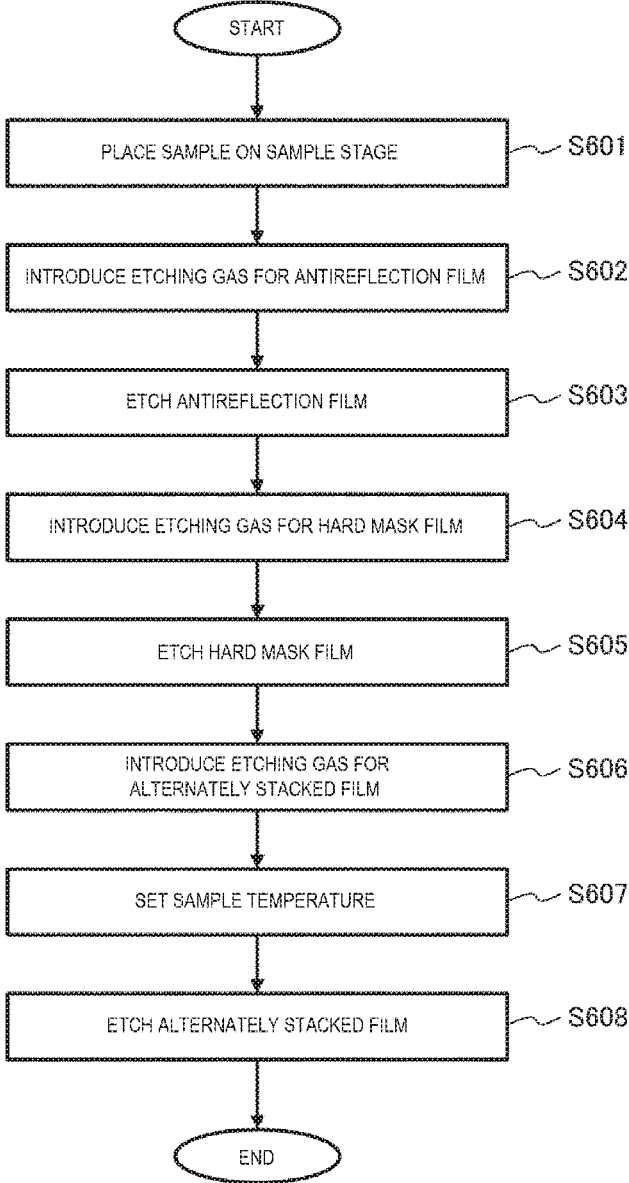 START
PLACE SAMPLE ON SAMPLE STAGE
S601
INTRODUCE ETCHING GAS FOR ANTIREFLECTION FILM
S602
ETCH ANTIREFLECTION FILM
S603
INTRODUCE ETCHING GAS FOR HARD MASK FILM
S604
ETCH HARD MASK FILM
S605
INTRODUCE ETCHING GAS FOR
ALTERNATELY STACKED FILM
S606
SET SAMPLE TEMPERATURE
S607
ETCH ALTERNATELY STACKED FILM
S608
END